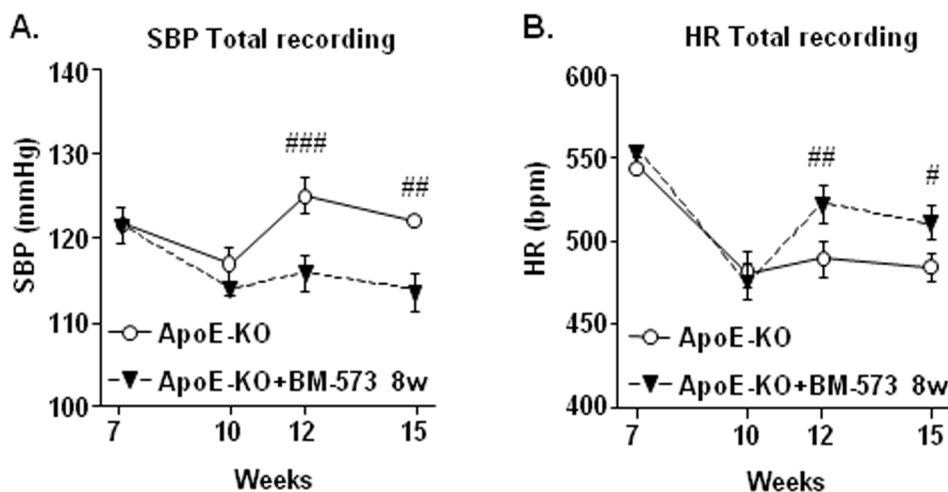 A.
SBP Total recording
SBP (mmHg)
140
130
120
110
100
###
##
ApoE-KO
ApoE-KO+BM-573 8w
7 10 12 15
Weeks
B.
HR Total recording
HR (bpm)
600
550
500
450
400
##
#
ApoE-KO
ApoE-KO+BM-573 8w
7 10 12 15
Weeks